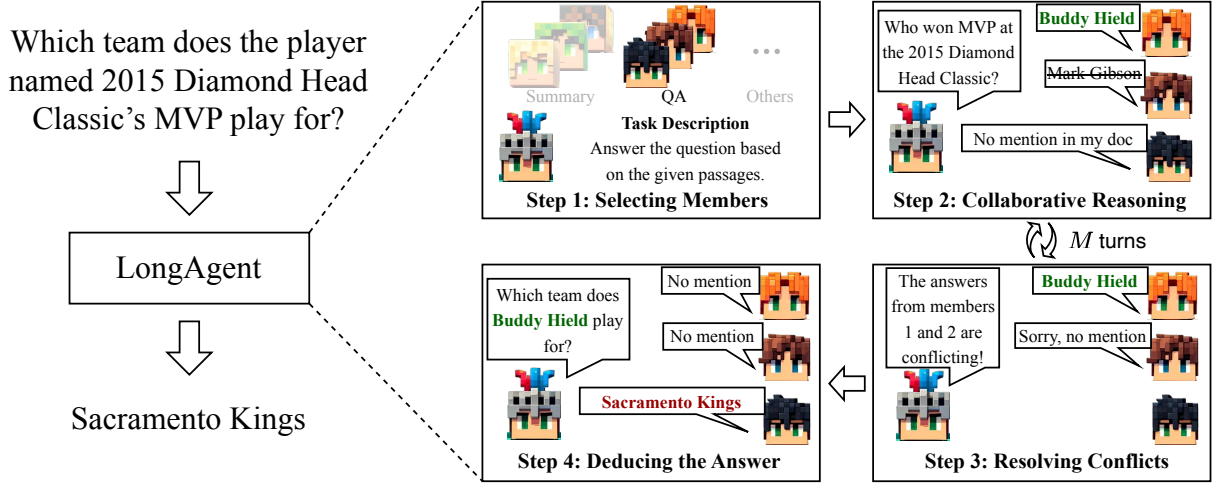 Which team does the player
named 2015 Diamond Head
Classic's MVP play for?
LongAgent
Sacramento Kings
Summary
QA
...
Others
Task Description
Answer the question based
on the given passages.
Step 1: Selecting Members
Who won MVP at
the 2015 Diamond
Head Classic?
Buddy Hield
Mark Gibson
No mention in my doc
Step 2: Collaborative Reasoning
M turns
The answers
from members
1 and 2 are
conflicting!
Buddy Hield
Sorry, no mention
Step 3: Resolving Conflicts
Which team does
Buddy Hield play
for?
No mention
No mention
Sacramento Kings
Step 4: Deducing the Answer